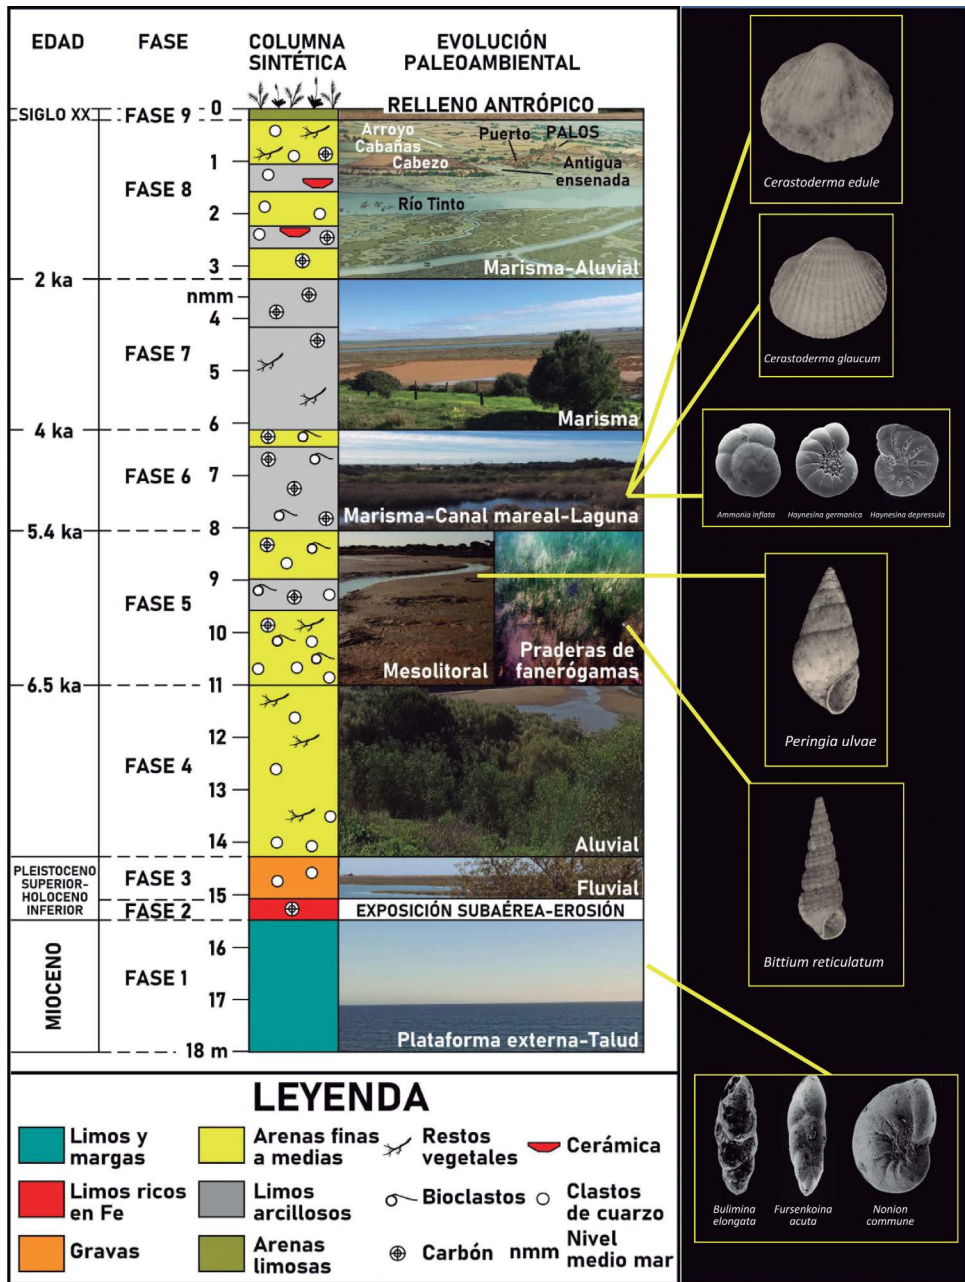 EDAD
FASE
COLUMNA
SINTÉTICA
EVOLUCIÓN
PALEOAMBIENTAL
SIGLO XX
FASE 9
0
RELLENO ANTRÓPICO
Arroyo
Cabañas
Cabezo
Puerto
PALOS
Antigua
ensenada
Río Tinto
Marisma-Aluvial
1
FASE 8
2
3
2 ka
nmm
4
FASE 7
5
6
Marisma
4 ka
FASE 6
7
8
Marisma-Canal mareal-Laguna
5.4 ka
9
FASE 5
10
11
Mesolitoral
Praderas de
fanerógamas
6.5 ka
12
FASE 4
13
14
Aluvial
PLEISTOCENO
SUPERIOR-
HOLOCENO
INFERIOR
FASE 3
15
Fluvial
FASE 2
EXPOSICIÓN SUBAÉREA-EROSIÓN
MIOCENO
16
FASE 1
17
18 m
Plataforma externa-Talud
Cerastoderma edule
Cerastoderma glaucum
Ammonia inflata
Haynesina germanica
Haynesina depressula
Peringia ulvae
Bittium reticulatum
Bulimina
elongata
Fursenkoina
acuta
Nonion
commune
LEYENDA
Limos y
margas
Arenas finas
a medias
Restos
vegetales
Cerámica
Limos ricos
en Fe
Limos
arcillosos
Bioclastos
Clastos
de cuarzo
Gravas
Arenas
limosas
Carbón
nmm
Nivel
medio mar